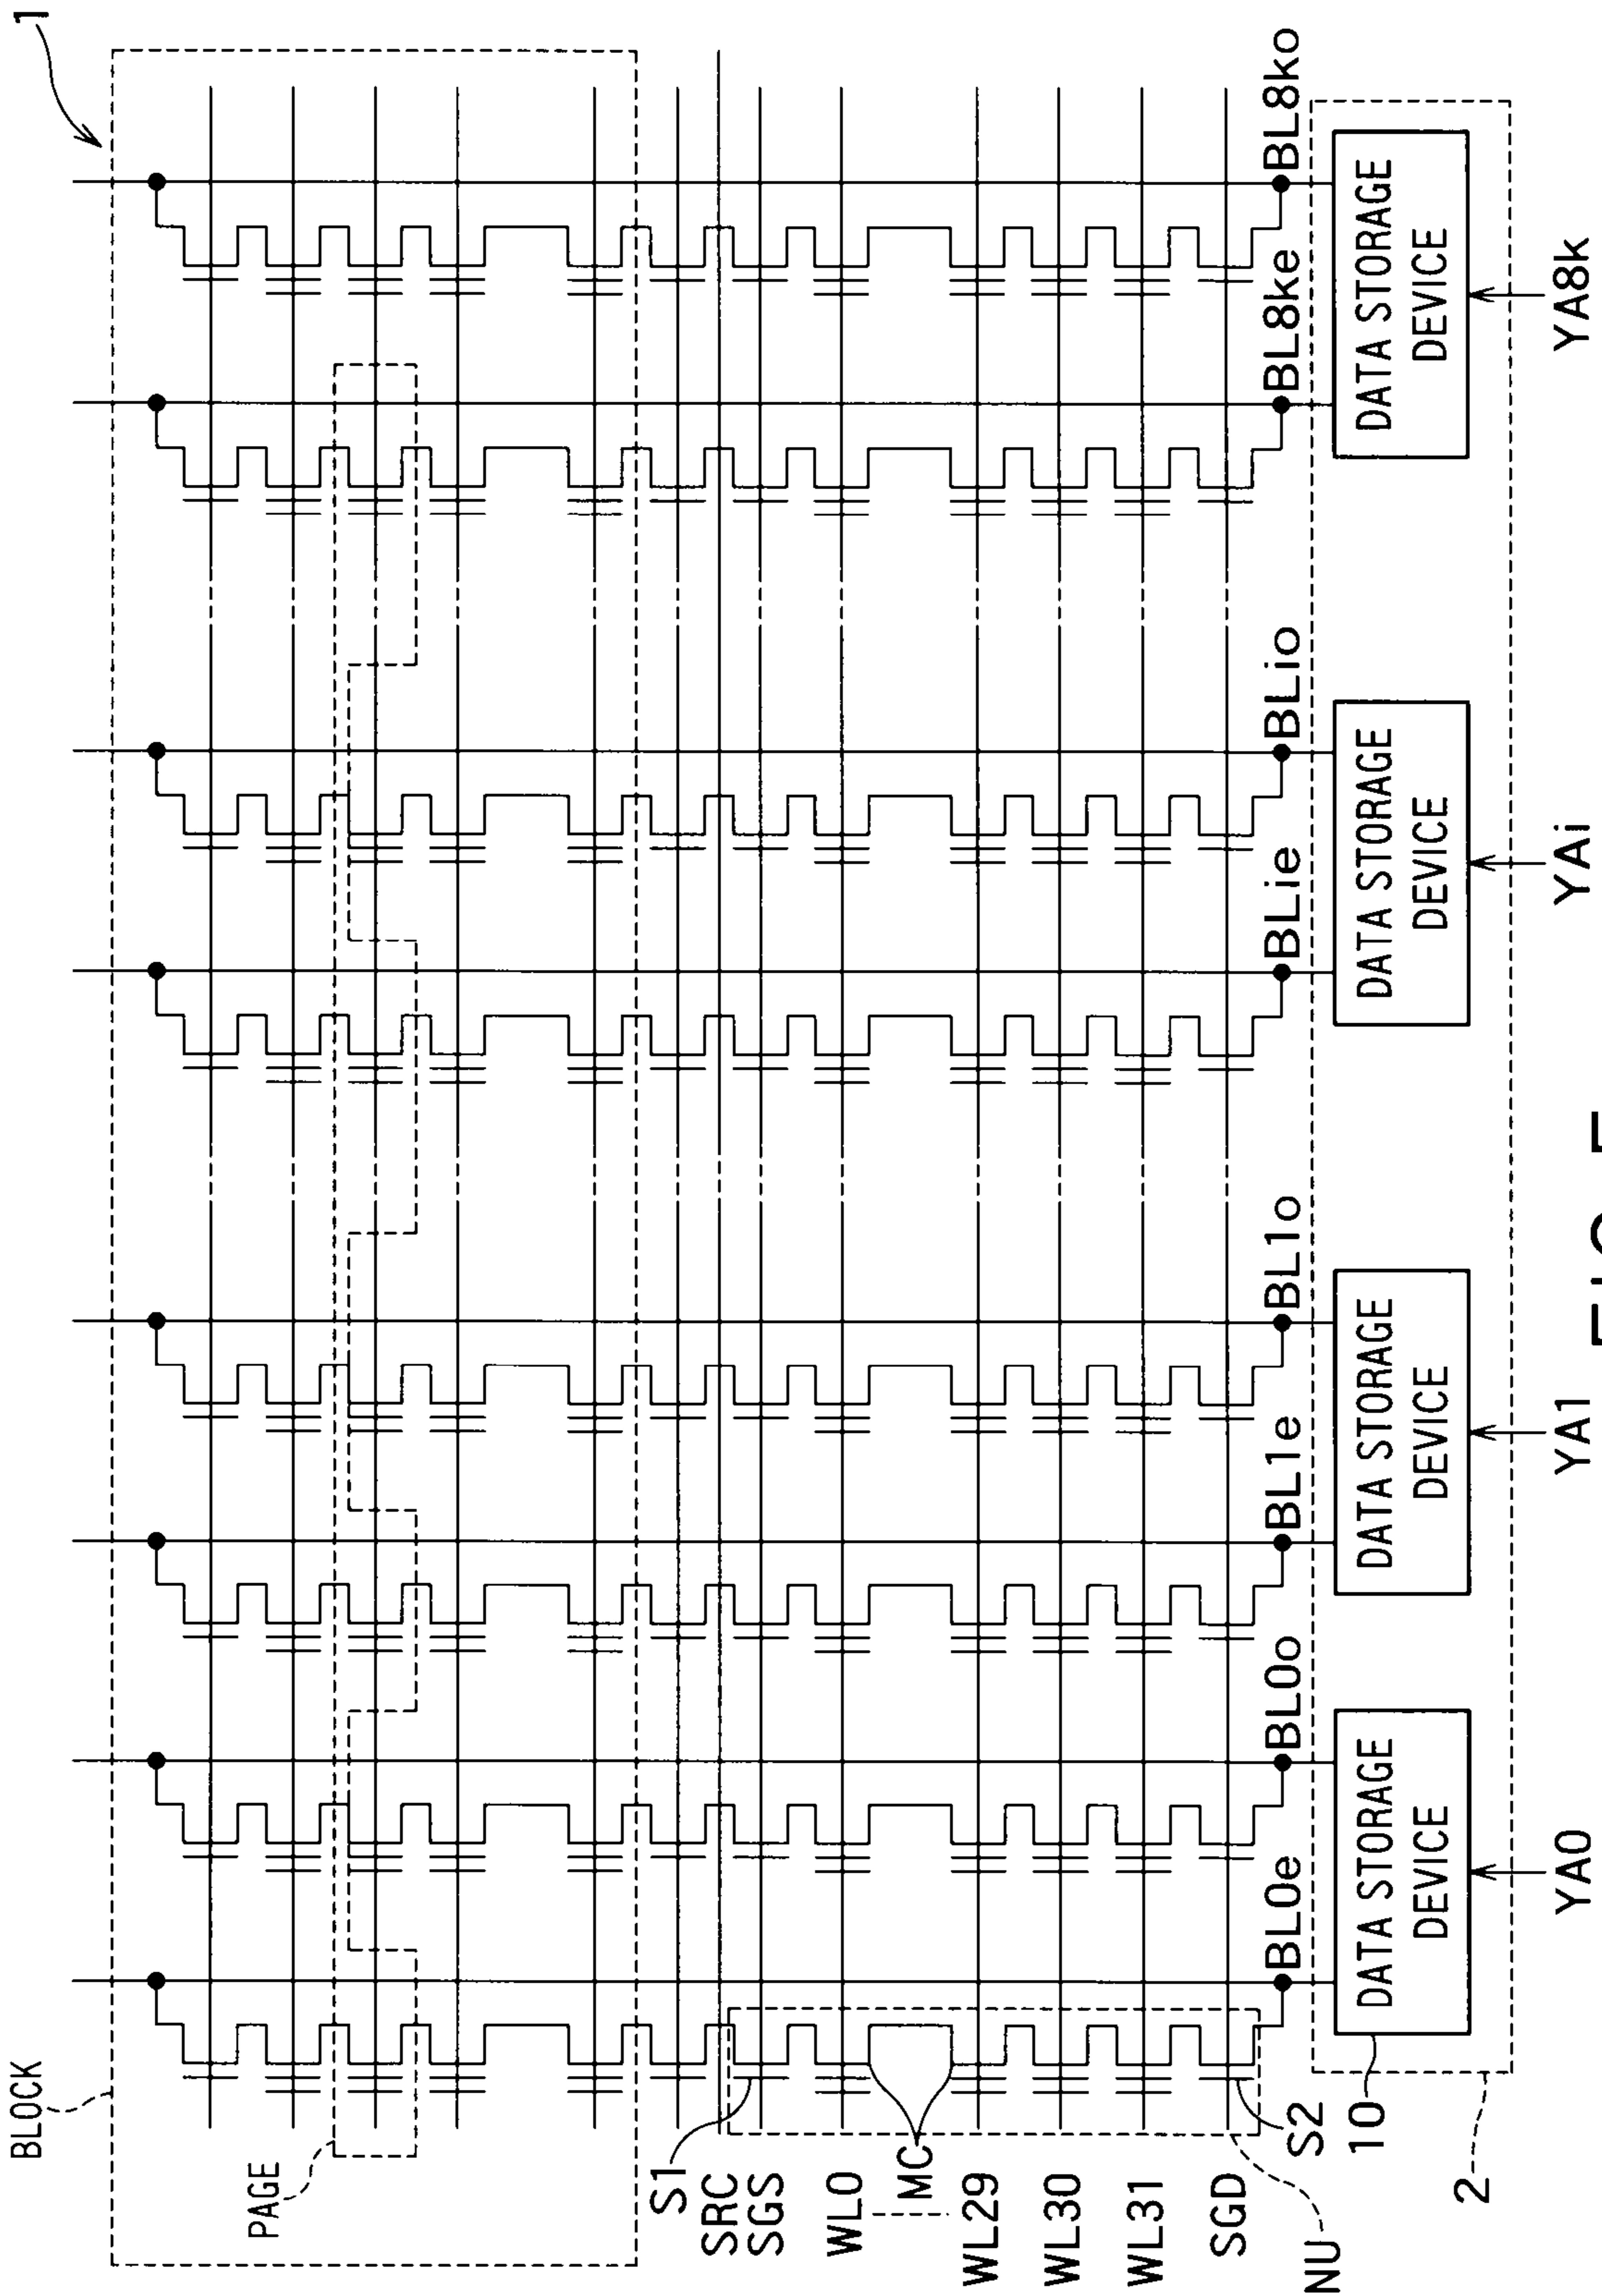 1
BLOCK
PAGE
S1
SRC
SGS
WL0
MC
WL29
WL30
WL31
SGD
NU
S2
10
2
BL0e
BL0o
BL1e
BL1o
BLie
BLio
BL8ke
BL8ko
DATA STORAGE
DEVICE
DATA STORAGE
DEVICE
DATA STORAGE
DEVICE
DATA STORAGE
DEVICE
YA0
YA1
YAi
YA8k